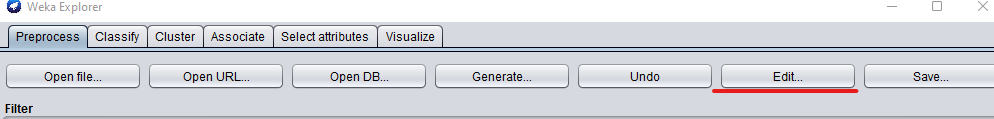 Weka Explorer
Preprocess Classify Cluster Associate Select attributes Visualize
Open file... Open URL... Open DB... Generate... Undo Edit... Save...
Filter